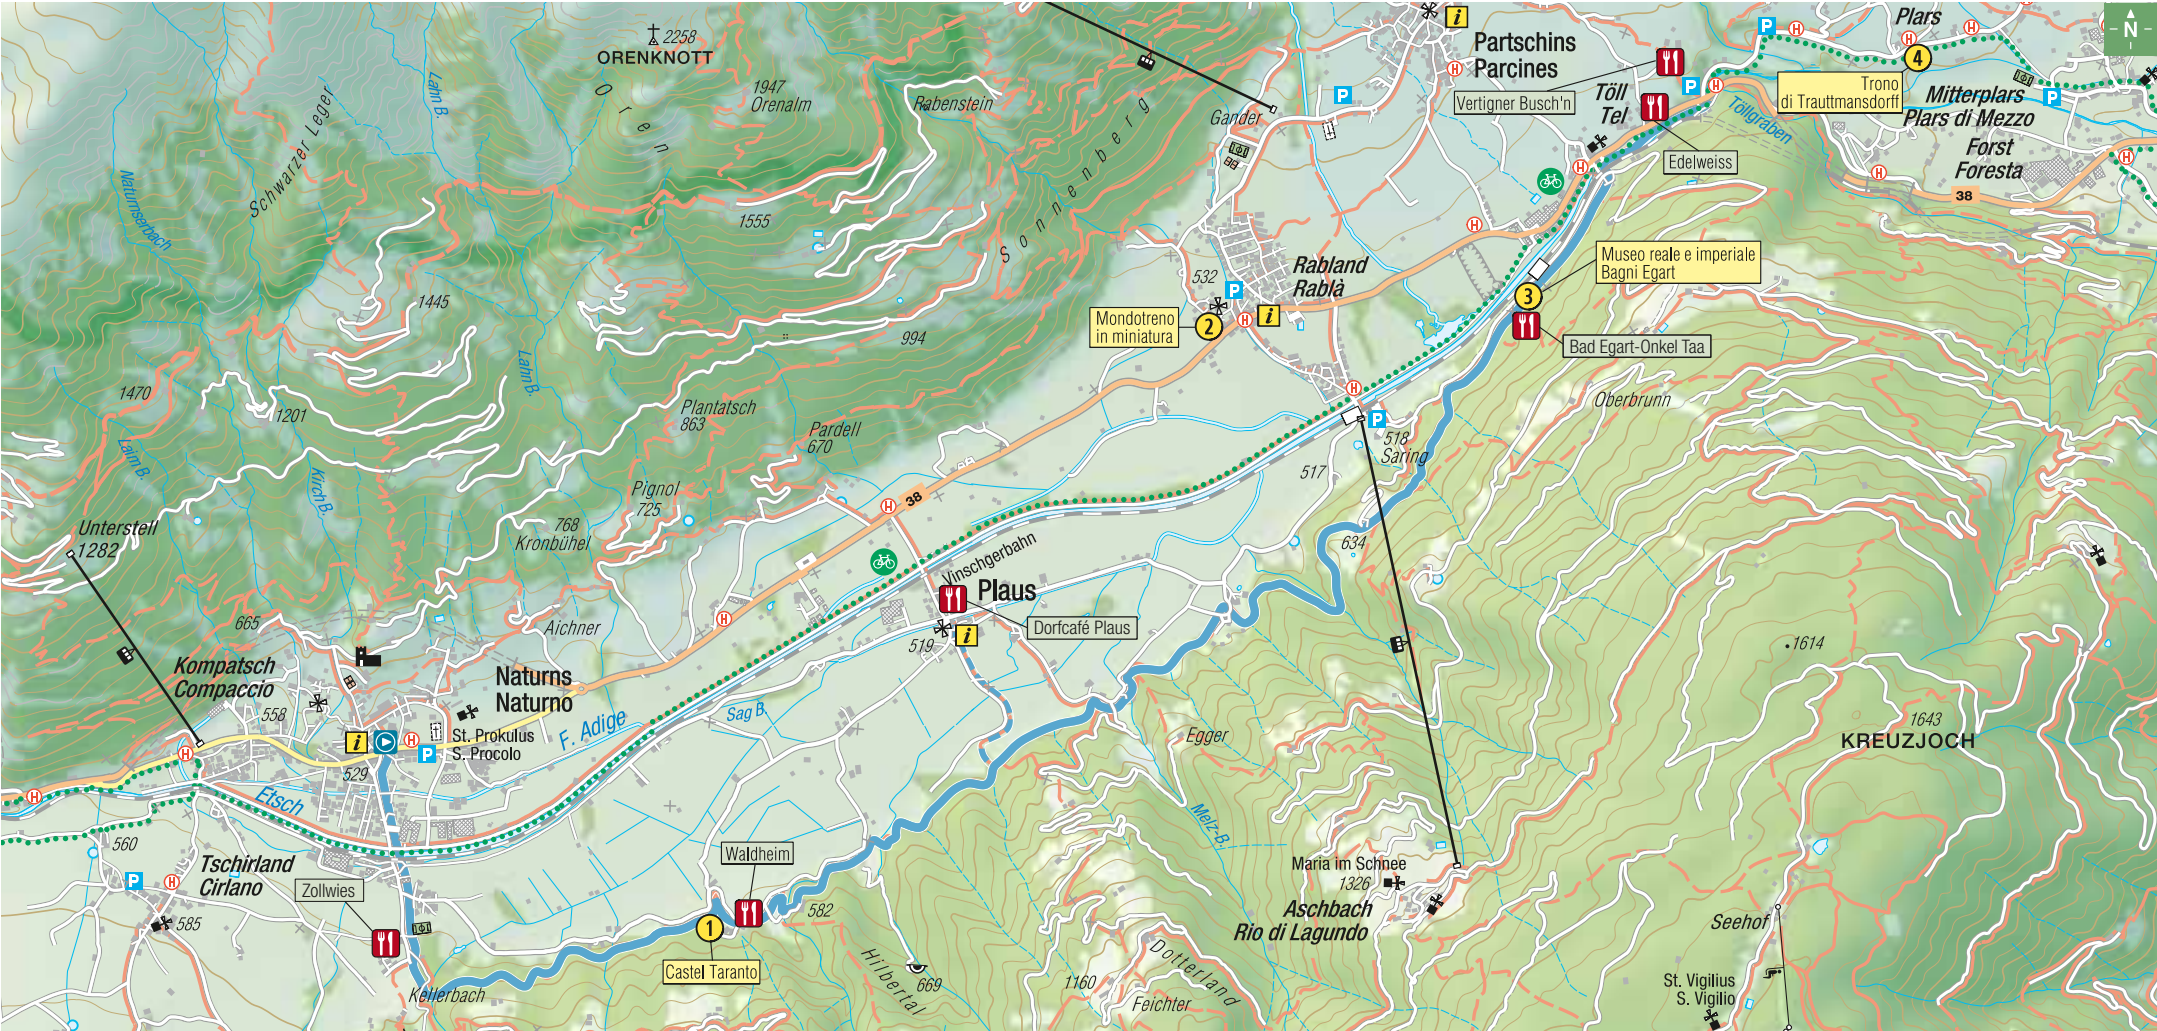 2258
ORENKNOTT
Lahn B.
1947
Orenalm
Oren
Rabenstein
Schwarzer Leger
Naturnserbach
1555
Sonnenberg
Gander
i
Partschins
Parcines
Vertigner Busch'n
Töll
Tel
Edelweiss
Töllgraben
P
P
P
P
H
H
H
H
H
Plars
4
Trono
di Trauttmansdorff
Mitterplars
Plars di Mezzo
Forst
Foresta
38
N
H
H
H
H
1445
994
Lahn B.
1470
1201
Laim B.
Kirch B.
Plantatsch
863
Pardell
670
Pignol
725
768
Kronbühel
532
P
Rabland
Rablà
i
H
2
Mondotreno
in miniatura
Museo reale e imperiale
Bagni Egart
3
Bad Egart-Onkel Taa
Oberbrunn
H
P
518
Saring
517
634
38
H
Vinschgerbahn
Plaus
Dorfcafé Plaus
519
i
Unterstell
1282
665
Aichner
H
Kompatsch
Compaccio
558
Naturns
Naturno
St. Prokulus
S. Procolo
i
H
P
529
H
H
F. Adige
Etsch
Sag B
Egger
Melz-B.
1614
1643
KREUZJOCH
560
Tschirland
Cirlano
P
H
585
Zollwies
Waldheim
582
1
Castel Taranto
Kellerbach
Hilbertal
669
1160
Dotterland
Feichter
Maria im Schnee
1326
Aschbach
Rio di Lagundo
Seehof
St. Vigilius
S. Vigilio